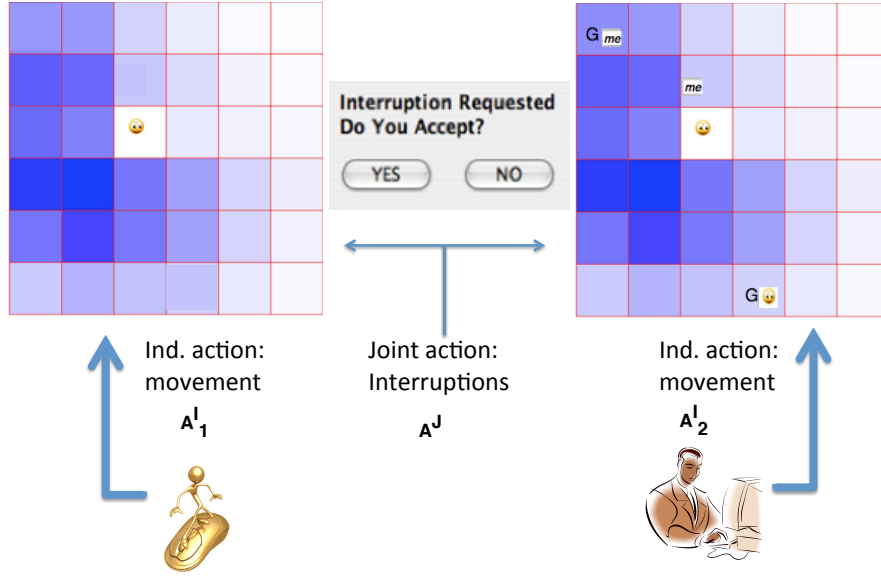 G me
me
Interruption Requested
Do You Accept?
YES NO
G
Ind. action:
movement
A^I_1
Joint action:
Interruptions
A^J
Ind. action:
movement
A^I_2